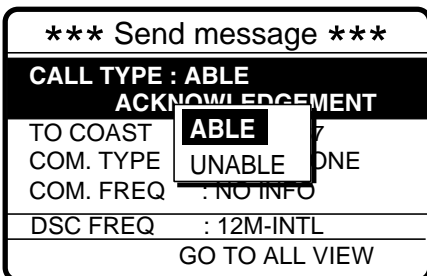 *** Send message ***
CALL TYPE : ABLE
ACKNOWLEDGEMENT
TO COAST 7
ABLE
COM. TYPE
UNABLE
COM. FREQ : NO INFO
DSC FREQ : 12M-INTL
GO TO ALL VIEW